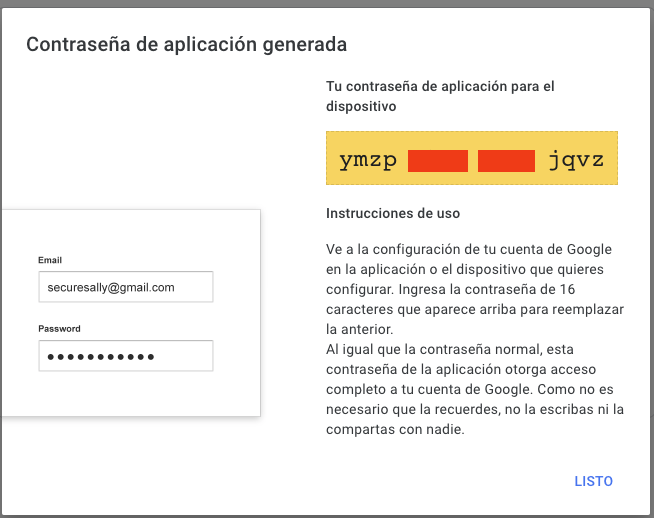 Contraseña de aplicación generada
Tu contraseña de aplicación para el
dispositivo
ymzp jqvz
Instrucciones de uso
Ve a la configuración de tu cuenta de Google
en la aplicación o el dispositivo que quieres
configurar. Ingresa la contraseña de 16
caracteres que aparece arriba para reemplazar
la anterior.
Al igual que la contraseña normal, esta
contraseña de la aplicación otorga acceso
completo a tu cuenta de Google. Como no es
necesario que la recuerdes, no la escribas ni la
compartas con nadie.
Email
securesally@gmail.com
Password
●●●●●●●●●●●
LISTO